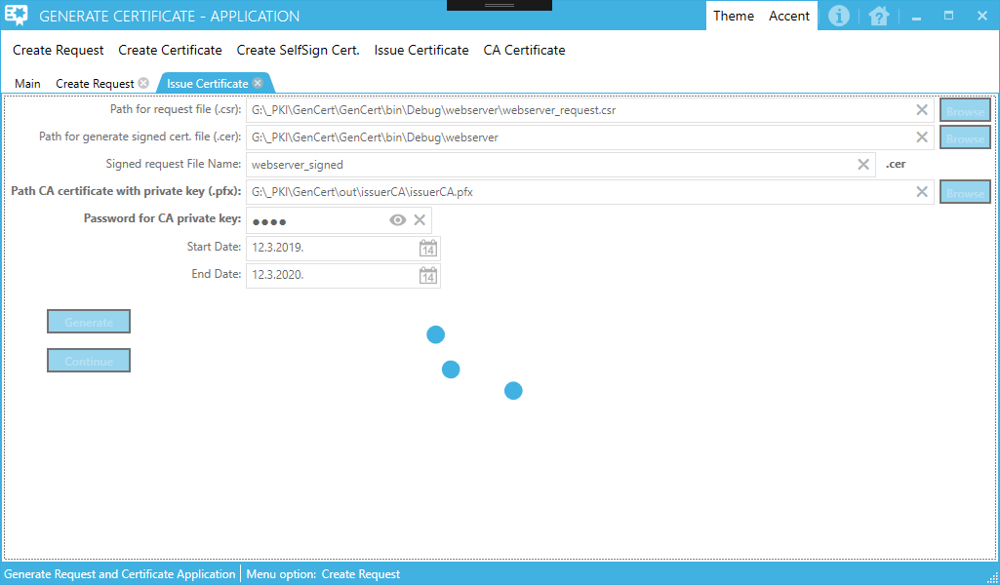 GENERATE CERTIFICATE - APPLICATION
Theme Accent
Create Request Create Certificate Create SelfSign Cert. Issue Certificate CA Certificate
Main Create Request Issue Certificate
Path for request file (.csr): G:\_PKI\GenCert\GenCert\bin\Debug\webserver\webserver_request.csr Browse
Path for generate signed cert. file (.cer): G:\_PKI\GenCert\GenCert\bin\Debug\webserver Browse
Signed request File Name: webserver_signed .cer
Path CA certificate with private key (.pfx): G:\_PKI\GenCert\out\issuerCA\issuerCA.pfx Browse
Password for CA private key: ●●●●
Start Date: 12.3.2019. 14
End Date: 12.3.2020. 14
Generate
Continue
Generate Request and Certificate Application Menu option: Create Request